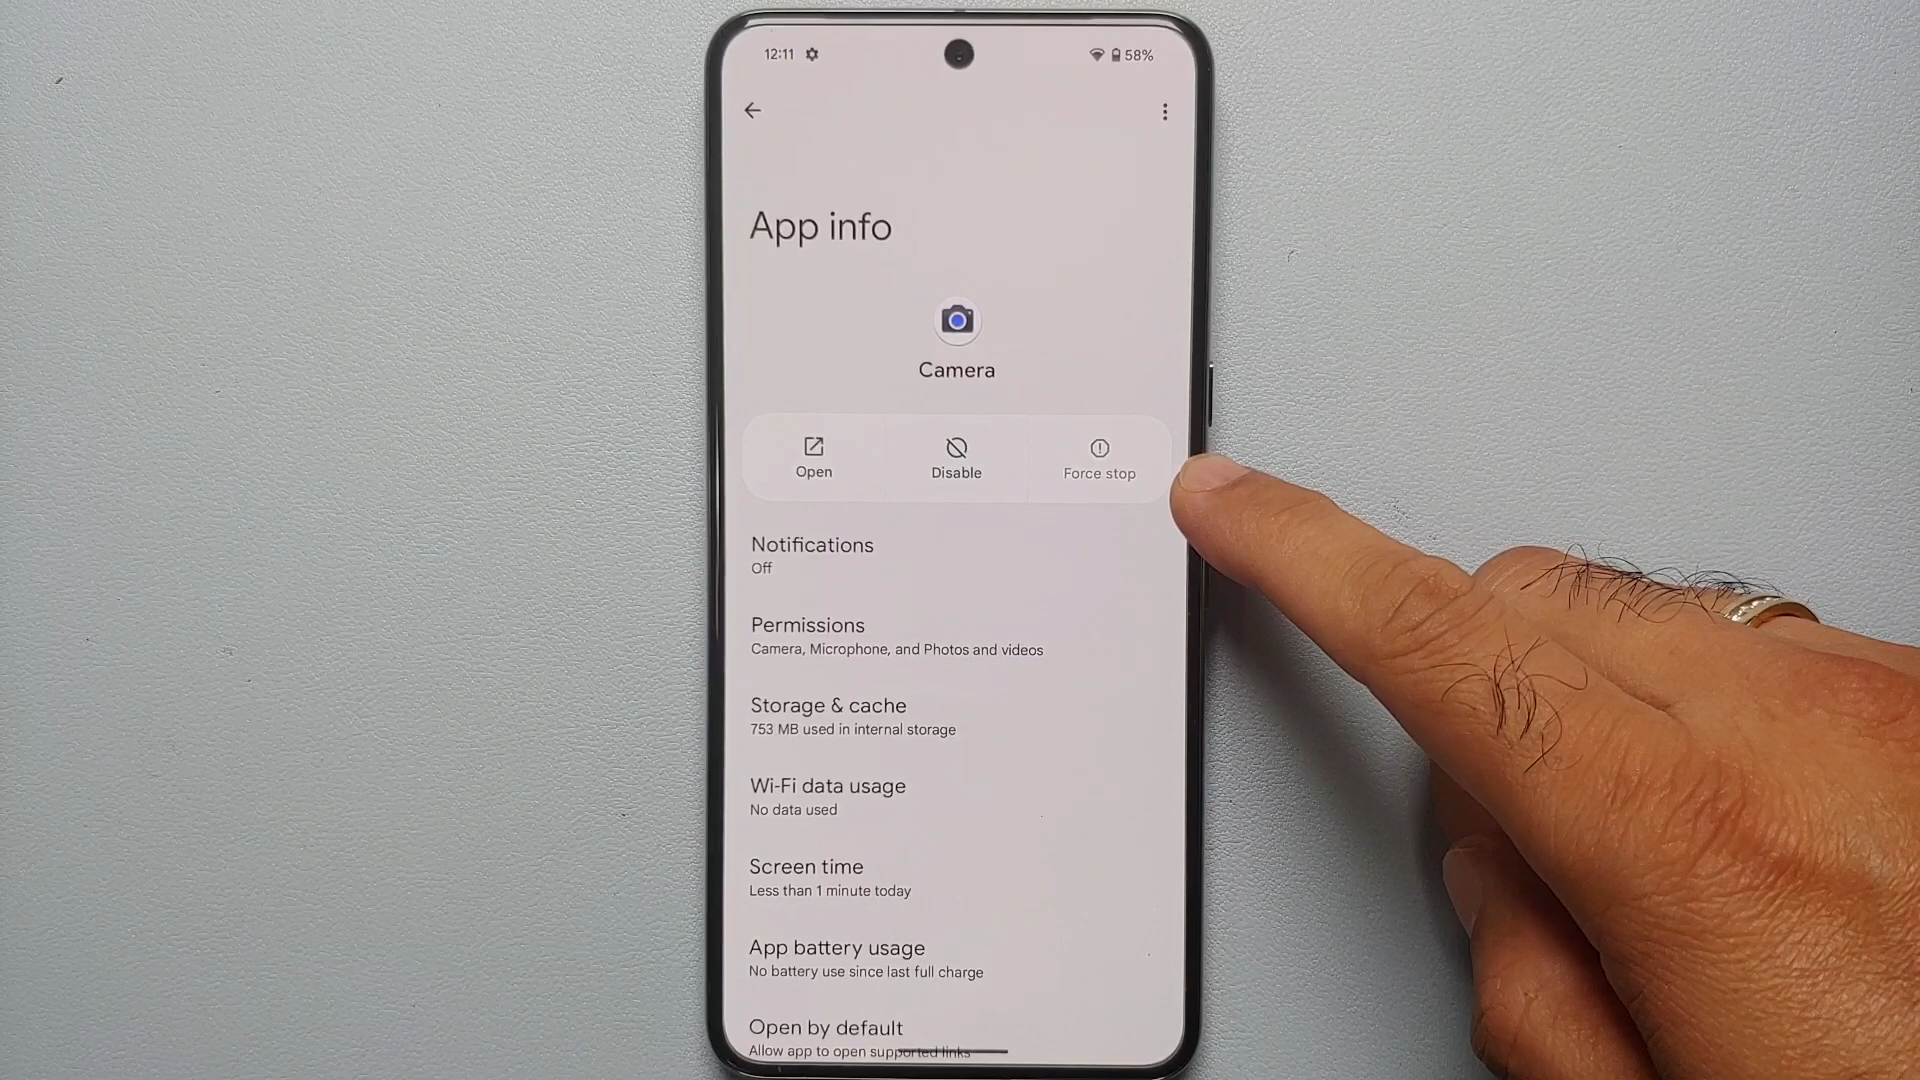 12:11
58%
App info
Camera
Open
Disable
Force stop
Notifications
Off
Permissions
Camera, Microphone, and Photos and videos
Storage & cache
753 MB used in internal storage
Wi-Fi data usage
No data used
Screen time
Less than 1 minute today
App battery usage
No battery use since last full charge
Open by default
Allow app to open supported links